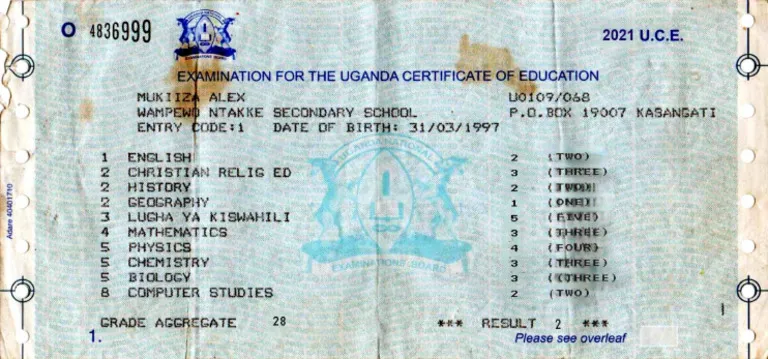 O 4836999
2021 U.C.E.
EXAMINATION FOR THE UGANDA CERTIFICATE OF EDUCATION
MUKIIZA ALEX U0109/068
WAMPEWO NTAKKE SECONDARY SCHOOL P.O.BOX 19007 KASANGATI
ENTRY CODE:1 DATE OF BIRTH: 31/03/1997
1 ENGLISH 2 (TWO)
2 CHRISTIAN RELIG ED 3 (THREE)
2 HISTORY 2 (TWO)
2 GEOGRAPHY 1 (ONE)
3 LUGHA YA KISWAHILI 5 (FIVE)
4 MATHEMATICS 3 (THREE)
5 PHYSICS 4 (FOUR)
5 CHEMISTRY 3 (THREE)
5 BIOLOGY 3 (THREE)
8 COMPUTER STUDIES 2 (TWO)
EXAMINATIONS BOARD
GRADE AGGREGATE 28 *** RESULT 2 ***
1. Please see overleaf
Adare 40401710